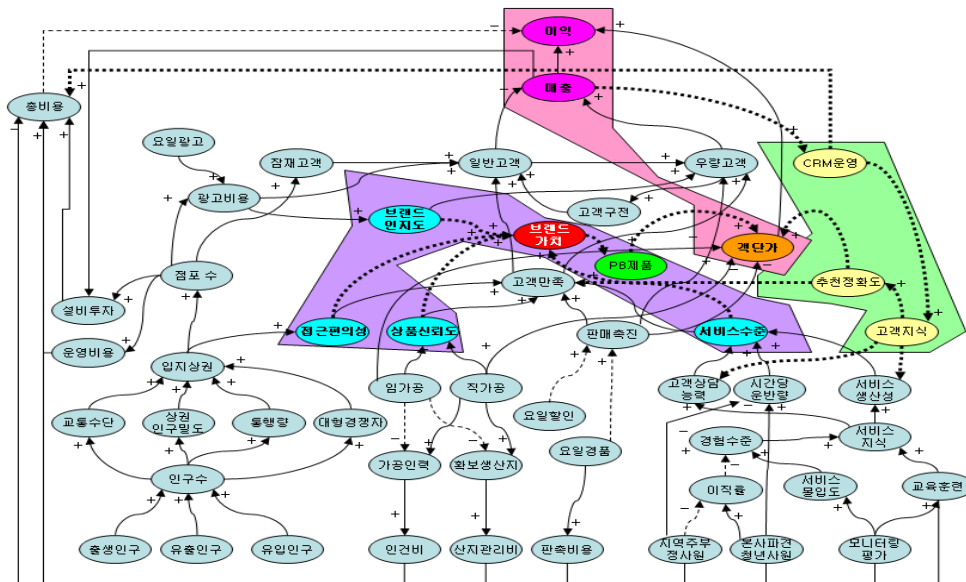 이익
매출
총비용
요일광고
잠재고객
일반고객
우량고객
CRM운영
광고비용
브랜드
인지도
고객구전
브랜드
가치
객단가
PB제품
점포 수
고객만족
추천정확도
설비투자
접근편의성
상품신뢰도
판매촉진
서비스수준
고객지식
운영비용
입지상권
임가공
직가공
고객상담
능력
시간당
운반량
서비스
생산성
교통수단
상권
인구밀도
통행량
대형경쟁자
요일할인
경험수준
서비스
지식
인구수
가공인력
확보생산지
요일경품
이직률
서비스
몰입도
교육훈련
출생인구
유출인구
유입인구
인건비
산지관리비
판촉비용
지역주부
정사원
본사파견
청년사원
모니터링
평가